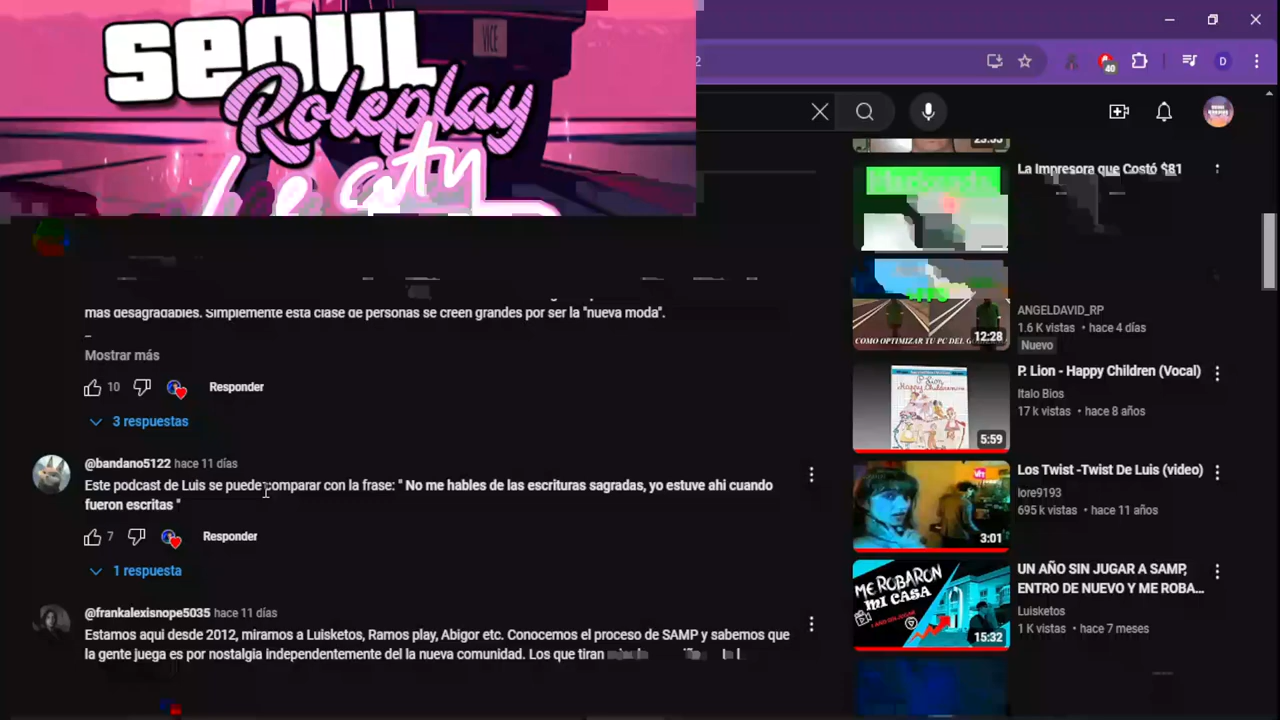 SEOUL
Roleplay
VICE
2
40
D
mas desagradables. Simplemente esta clase de personas se creen grandes por ser la "nueva moda".
Mostrar más
10
Responder
3 respuestas
@bandano5122 hace 11 días
Este podcast de Luis se puede comparar con la frase: " No me hables de las escrituras sagradas, yo estuve ahi cuando
fueron escritas "
7
Responder
1 respuesta
@frankalexisnope5035 hace 11 días
Estamos aqui desde 2012, miramos a Luisketos, Ramos play, Abigor etc. Conocemos el proceso de SAMP y sabemos que
la gente juega es por nostalgia independientemente del la nueva comunidad. Los que tiran
La Impresora que Costó $81
ANGELDAVID_RP
1.6 K vistas • hace 4 días
Nuevo
12:28
P. Lion - Happy Children (Vocal)
Italo Bios
17 k vistas • hace 8 años
5:59
Los Twist -Twist De Luis (video)
lore9193
695 k vistas • hace 11 años
3:01
ME ROBARON
MI CASA
15:32
UN AÑO SIN JUGAR A SAMP,
ENTRO DE NUEVO Y ME ROBA...
Luisketos
1 K vistas • hace 7 meses